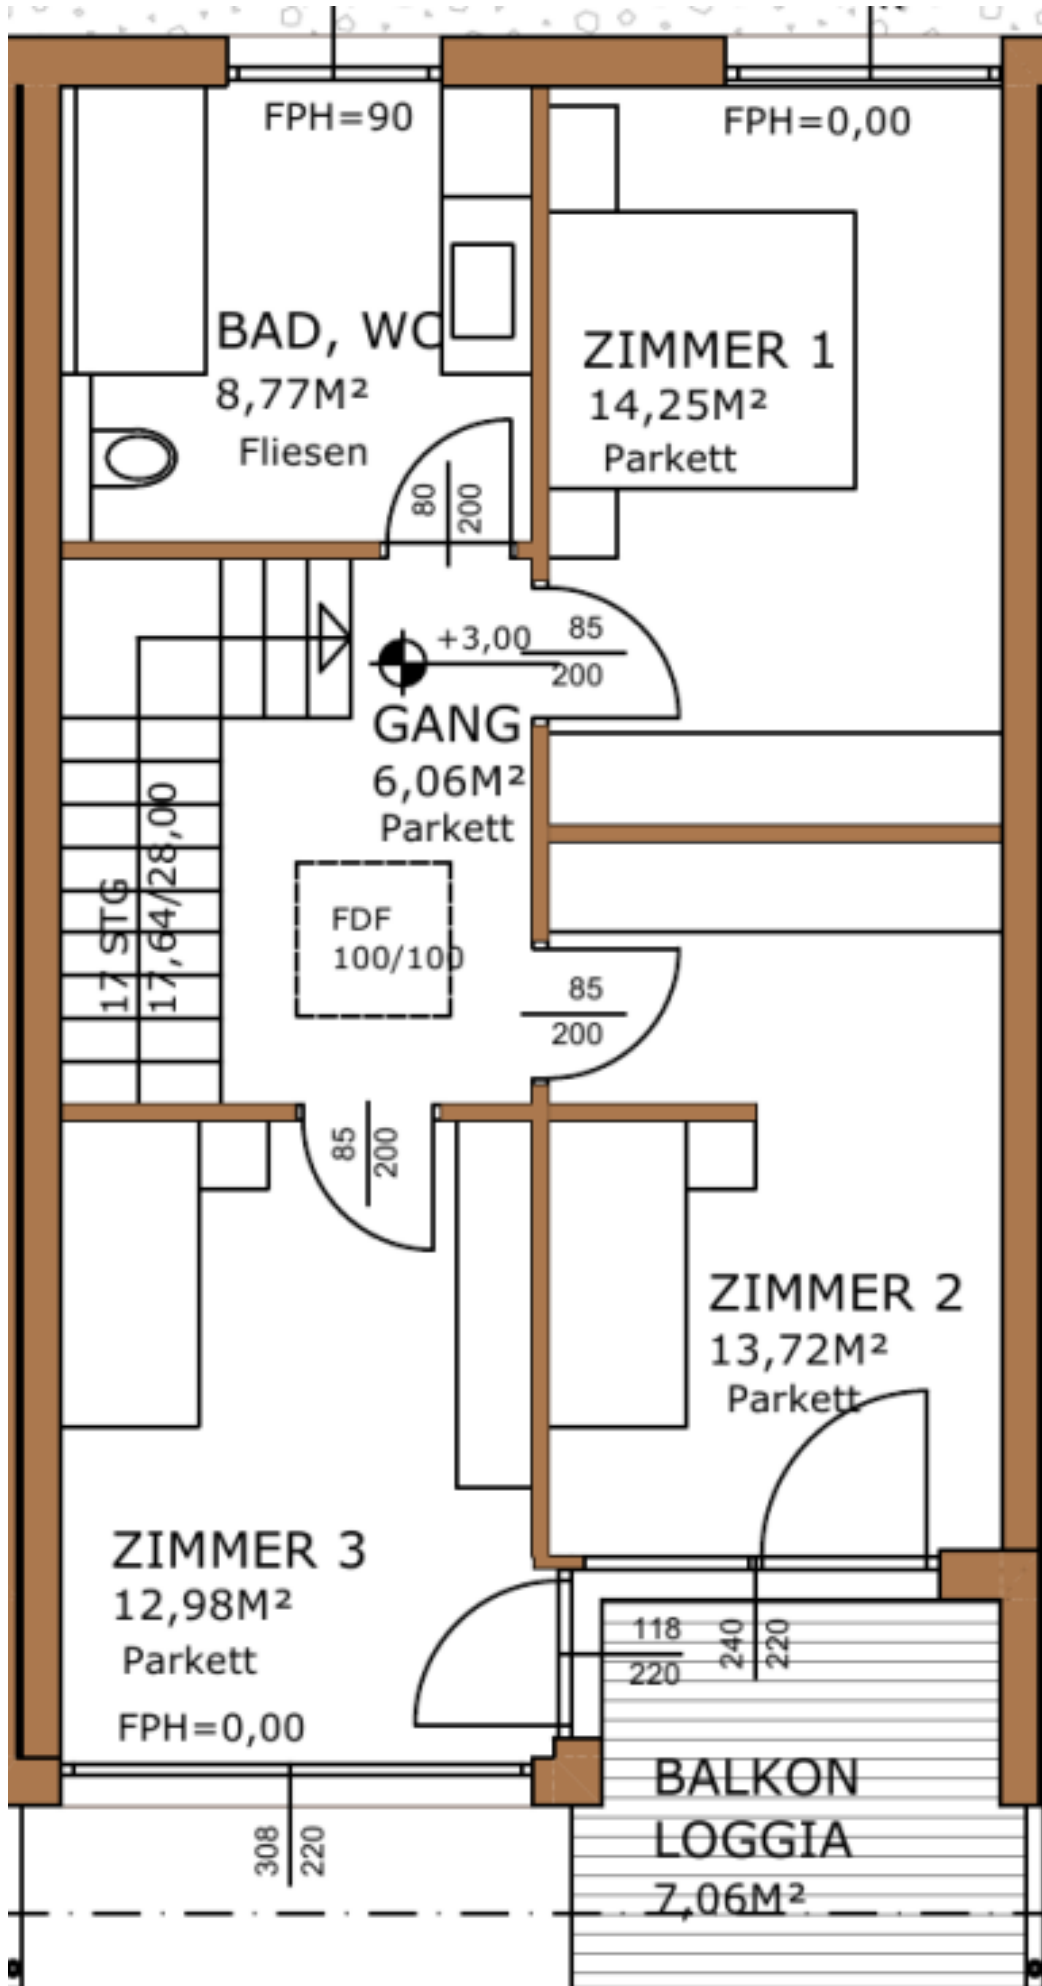 FPH=90
FPH=0,00
BAD, WC
8,77M²
Fliesen
ZIMMER 1
14,25M²
Parkett
80
200
+3,00
85
200
GANG
6,06M²
Parkett
17 STG
17,64/28,00
FDF
100/100
85
200
85
200
ZIMMER 2
13,72M²
Parkett
ZIMMER 3
12,98M²
Parkett
FPH=0,00
118
220
240
220
BALKON
LOGGIA
7,06M²
308
220